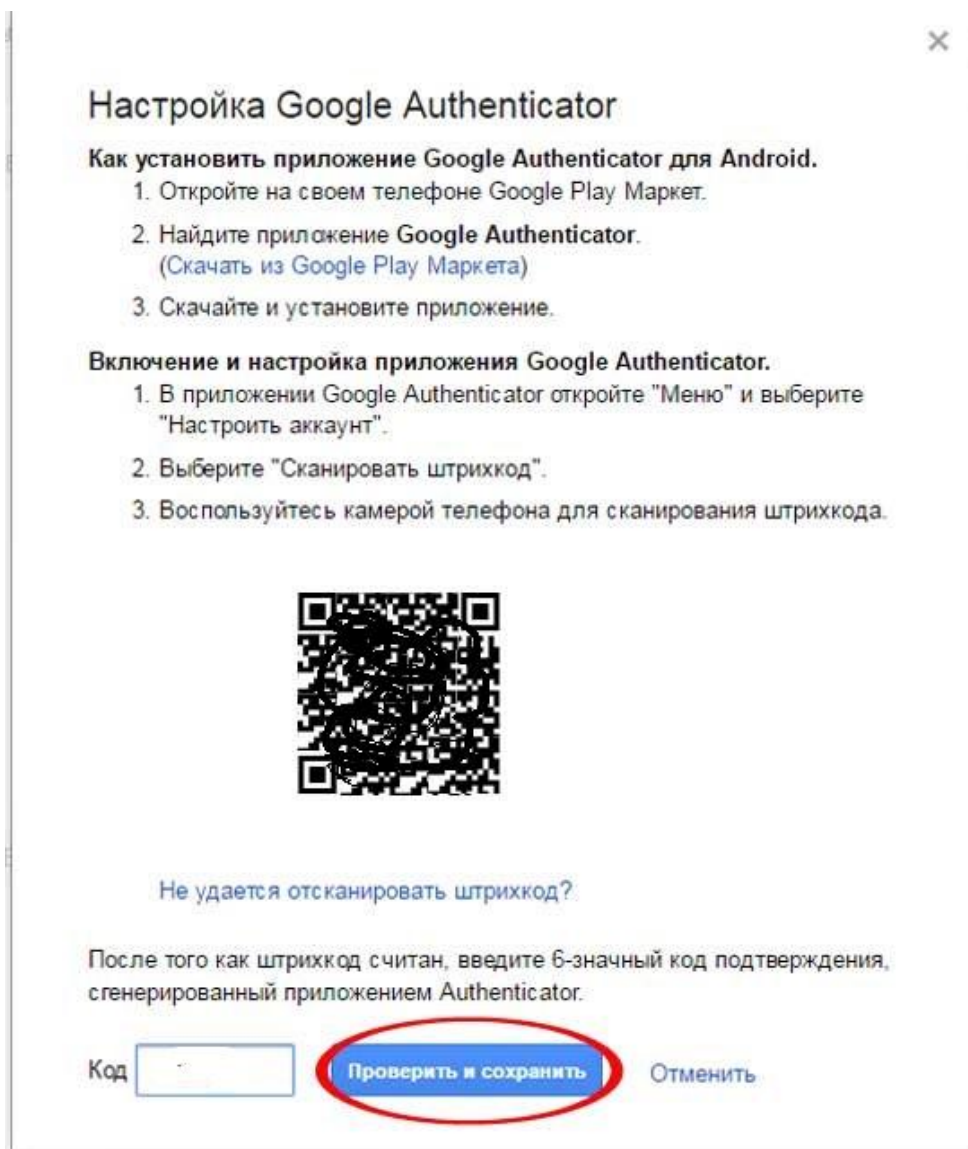 Настройка Google Authenticator
Как установить приложение Google Authenticator для Android.
1. Откройте на своем телефоне Google Play Маркет.
2. Найдите приложение Google Authenticator.
(Скачать из Google Play Маркета)
3. Скачайте и установите приложение.
Включение и настройка приложения Google Authenticator.
1. В приложении Google Authenticator откройте "Меню" и выберите
"Настроить аккаунт".
2. Выберите "Сканировать штрихкод".
3. Воспользуйтесь камерой телефона для сканирования штрихкода.
Не удается отсканировать штрихкод?
После того как штрихкод считан, введите 6-значный код подтверждения,
сгенерированный приложением Authenticator.
Код Проверить и сохранить Отменить